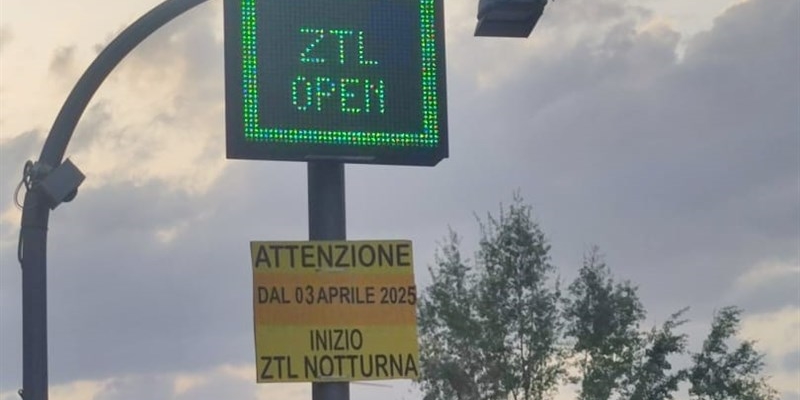 ZTL
OPEN
ATTENZIONE
DAL 03 APRILE 2025
INIZIO
ZTL NOTTURNA